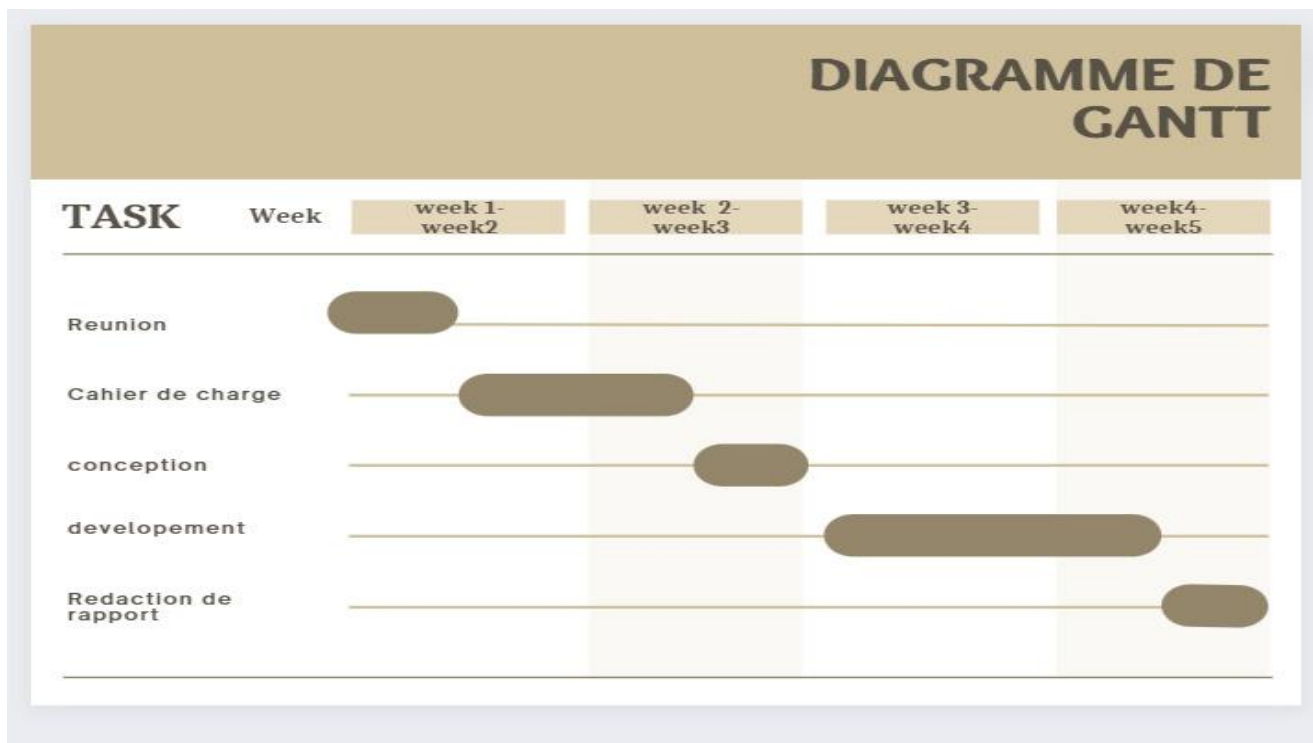 DIAGRAMME DE
GANTT
TASK
Week
week 1-
week2
week 2-
week3
week 3-
week4
week4-
week5
Reunion
Cahier de charge
conception
developement
Redaction de
rapport